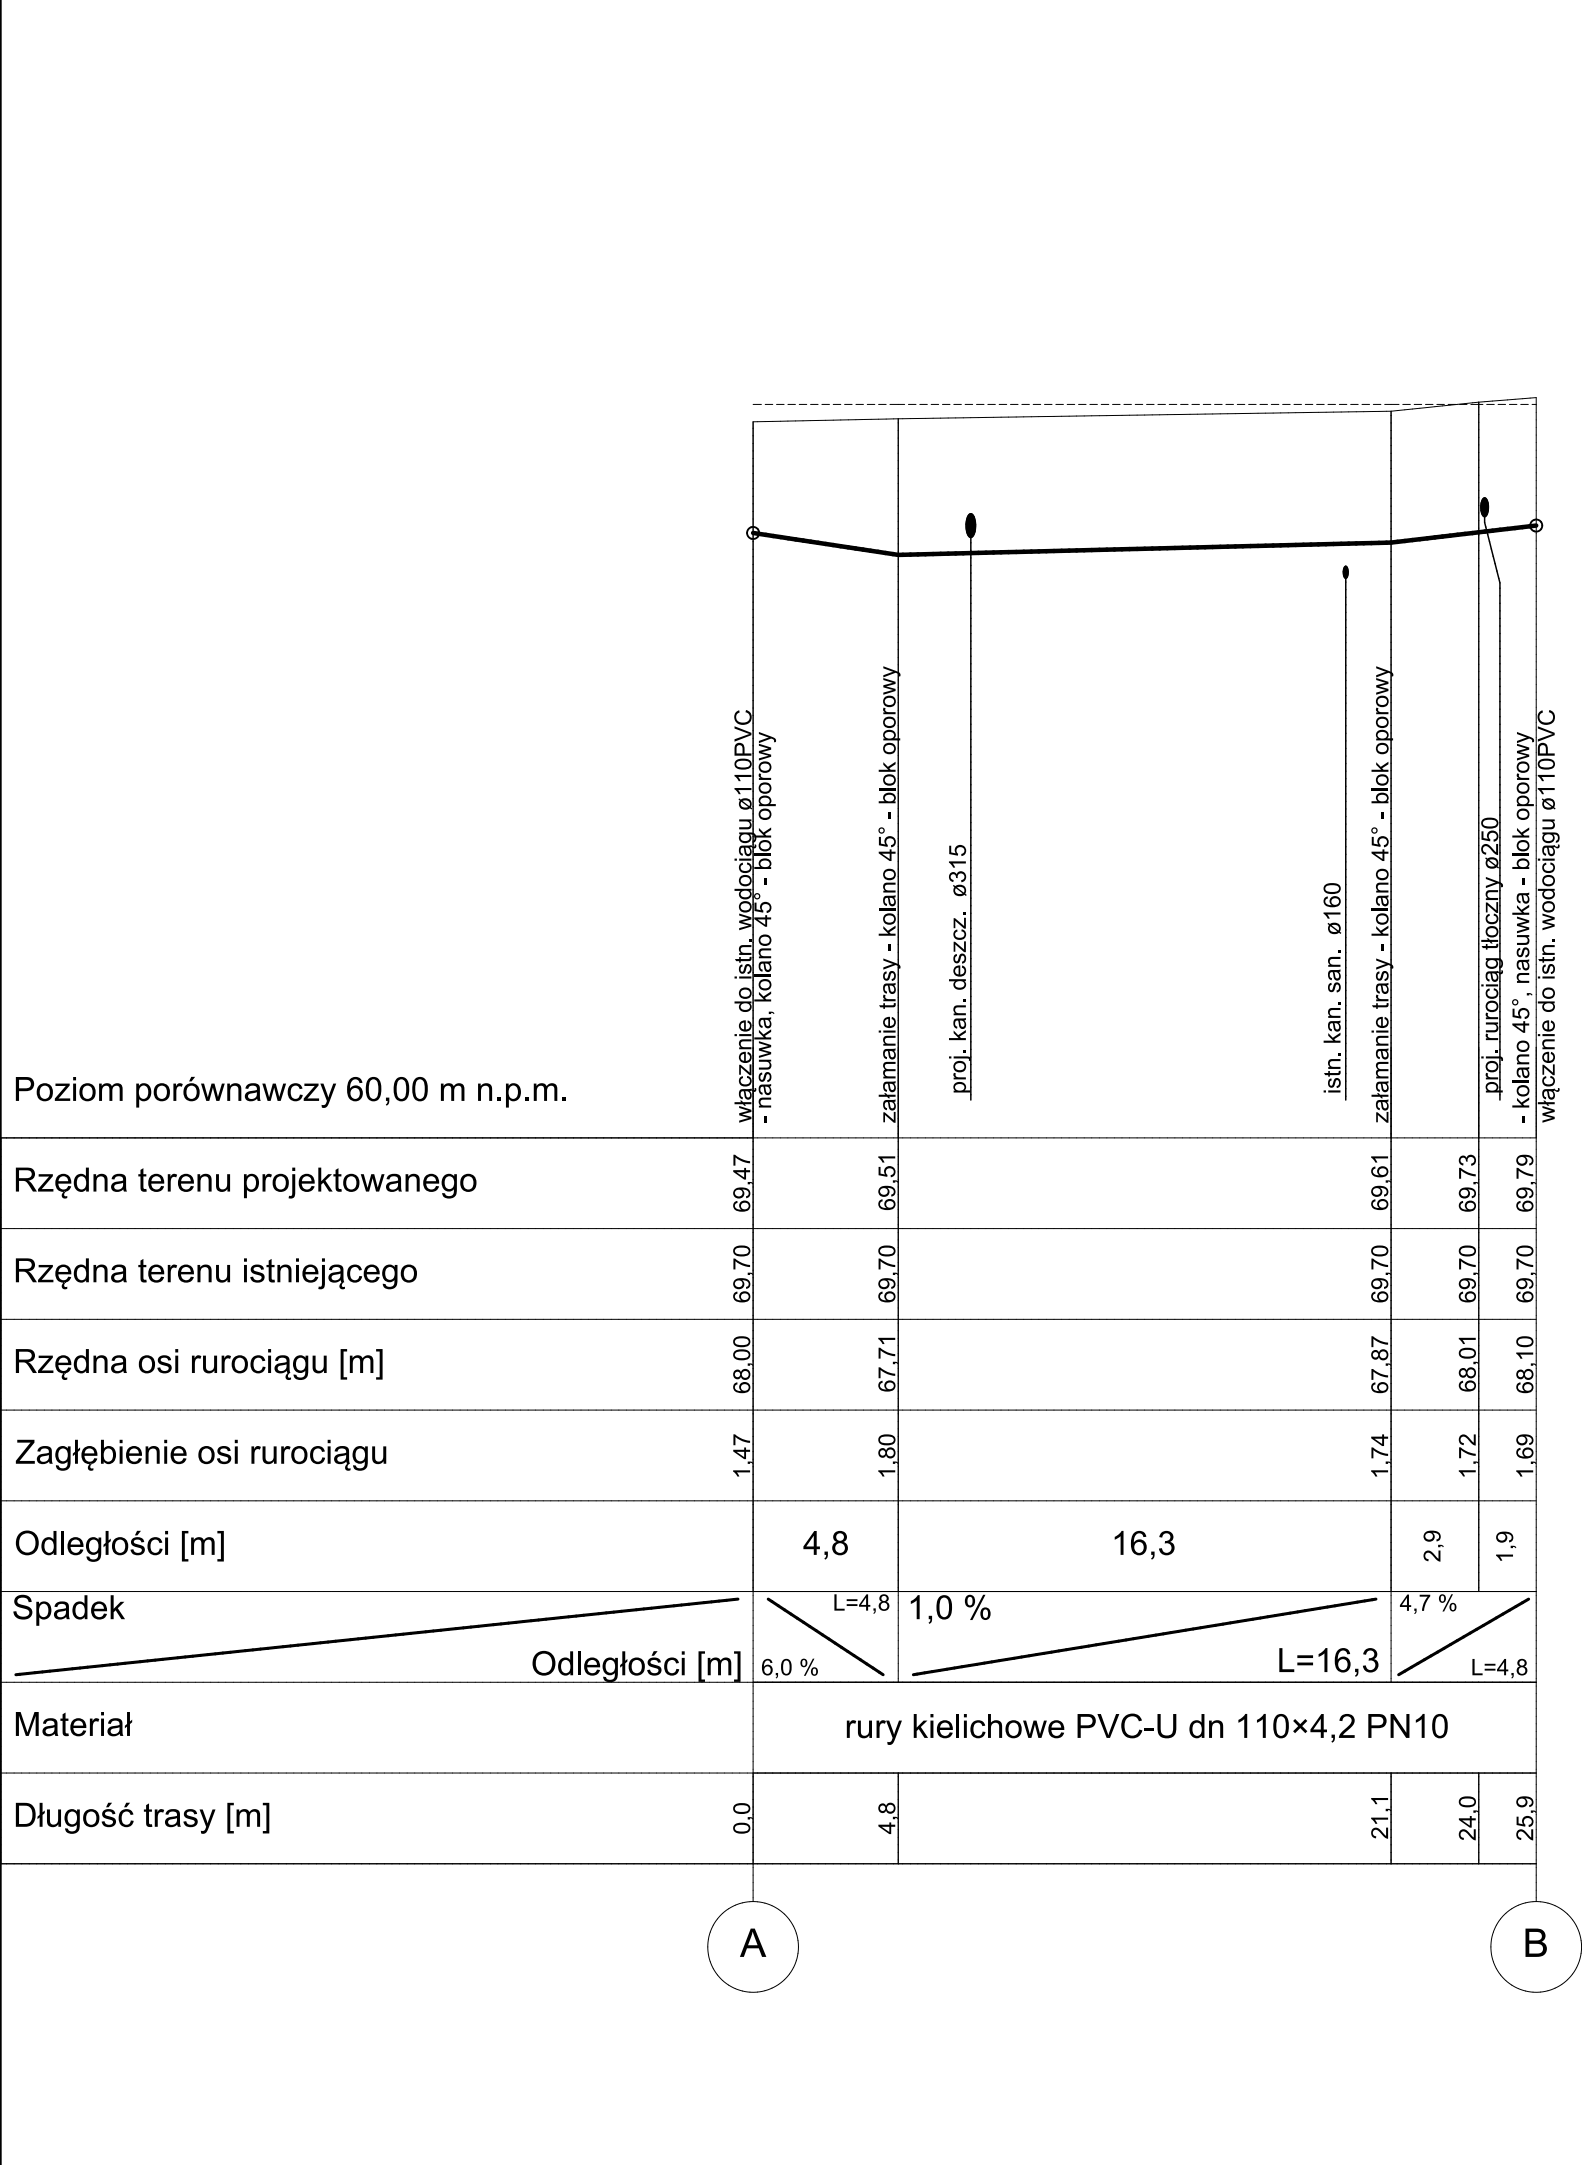 włączenie do istn. wodociągu ø110PVC
- nasuwka, kolano 45° - blok oporowy
załamanie trasy - kolano 45° - blok oporowy
proj. kan. deszcz. ø315
istn. kan. san. ø160
załamanie trasy - kolano 45° - blok oporowy
proj. rurociąg tłoczny ø250
- kolano 45°, nasuwka - blok oporowy
włączenie do istn. wodociągu ø110PVC
Poziom porównawczy 60,00 m n.p.m.
Rzędna terenu projektowanego 69,47 69,51 69,61 69,73 69,79
Rzędna terenu istniejącego 69,70 69,70 69,70 69,70 69,70
Rzędna osi rurociągu [m] 68,00 67,71 67,87 68,01 68,10
Zagłębienie osi rurociągu 1,47 1,80 1,74 1,72 1,69
Odległości [m] 4,8 16,3 2,9 1,9
Spadek L=4,8 1,0 % 4,7 %
Odległości [m] 6,0 % L=16,3 L=4,8
Materiał rury kielichowe PVC-U dn 110×4,2 PN10
Długość trasy [m] 0,0 4,8 21,1 24,0 25,9
A B